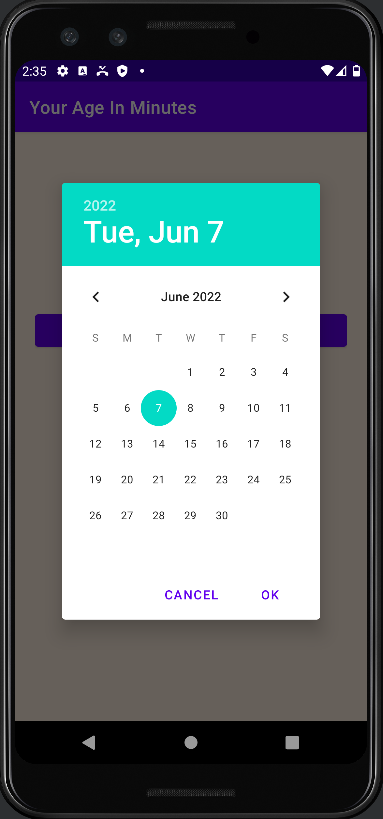 2:35
Your Age In Minutes
2022
Tue, Jun 7
June 2022
S M T W T F S
1 2 3 4
5 6 7 8 9 10 11
12 13 14 15 16 17 18
19 20 21 22 23 24 25
26 27 28 29 30
CANCEL OK